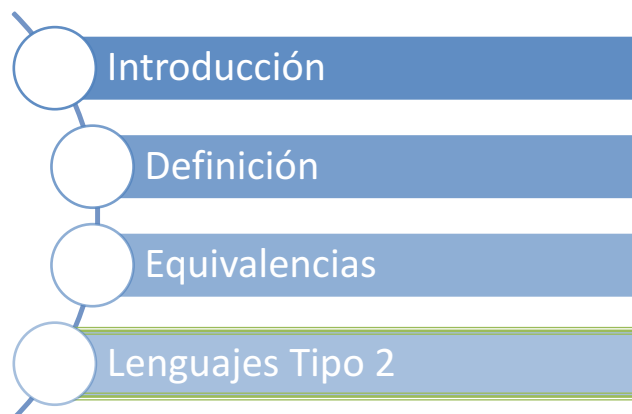 Introducción
Definición
Equivalencias
Lenguajes Tipo 2